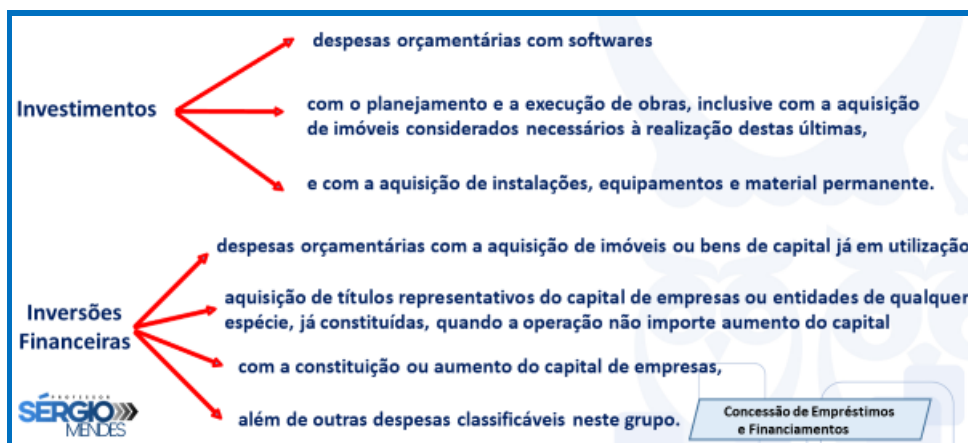 despesas orçamentárias com softwares
Investimentos
com o planejamento e a execução de obras, inclusive com a aquisição
de imóveis considerados necessários à realização destas últimas,
e com a aquisição de instalações, equipamentos e material permanente.
despesas orçamentárias com a aquisição de imóveis ou bens de capital já em utilização
Inversões
Financeiras
aquisição de títulos representativos do capital de empresas ou entidades de qualquer
espécie, já constituídas, quando a operação não importe aumento do capital
com a constituição ou aumento do capital de empresas,
além de outras despesas classificáveis neste grupo.
Concessão de Empréstimos
e Financiamentos
PROFESSOR
SÉRGIO
MENDES